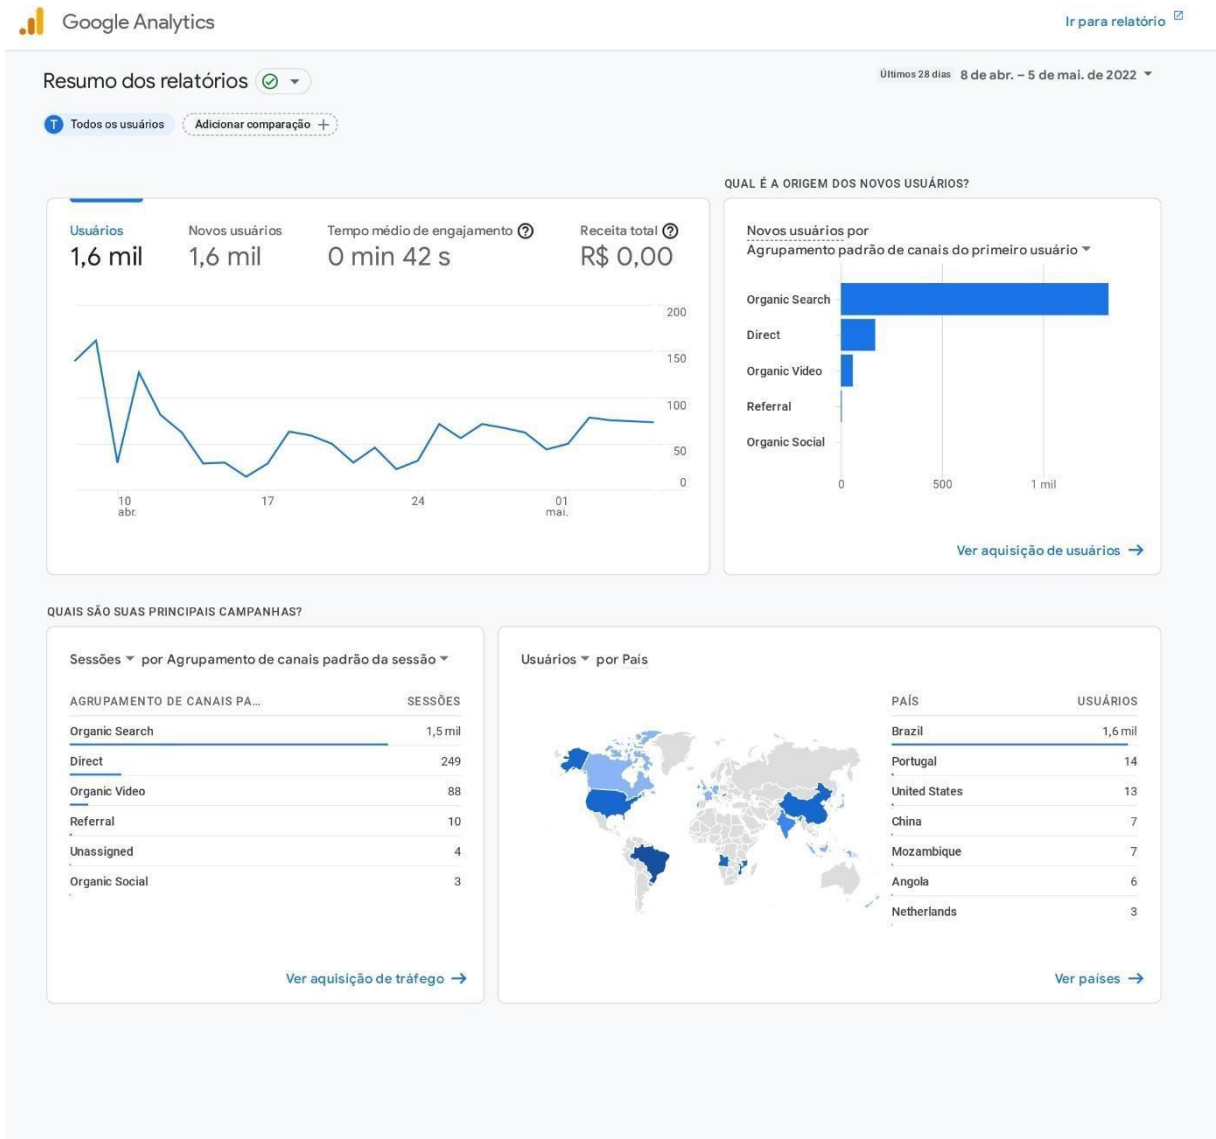 Google Analytics
Ir para relatório
Resumo dos relatórios
Últimos 28 dias 8 de abr. – 5 de mai. de 2022
T Todos os usuários
Adicionar comparação +
Usuários
1,6 mil
Novos usuários
1,6 mil
Tempo médio de engajamento ?
0 min 42 s
Receita total ?
R$ 0,00
200
150
100
50
0
10
abr.
17
24
01
mai.
QUAL É A ORIGEM DOS NOVOS USUÁRIOS?
Novos usuários por
Agrupamento padrão de canais do primeiro usuário
Organic Search
Direct
Organic Video
Referral
Organic Social
0
500
1 mil
Ver aquisição de usuários →
QUAIS SÃO SUAS PRINCIPAIS CAMPANHAS?
Sessões por Agrupamento de canais padrão da sessão
AGRUPAMENTO DE CANAIS PA... SESSÕES
Organic Search 1,5 mil
Direct 249
Organic Video 88
Referral 10
Unassigned 4
Organic Social 3
Ver aquisição de tráfego →
Usuários por País
PAÍS USUÁRIOS
Brazil 1,6 mil
Portugal 14
United States 13
China 7
Mozambique 7
Angola 6
Netherlands 3
Ver países →